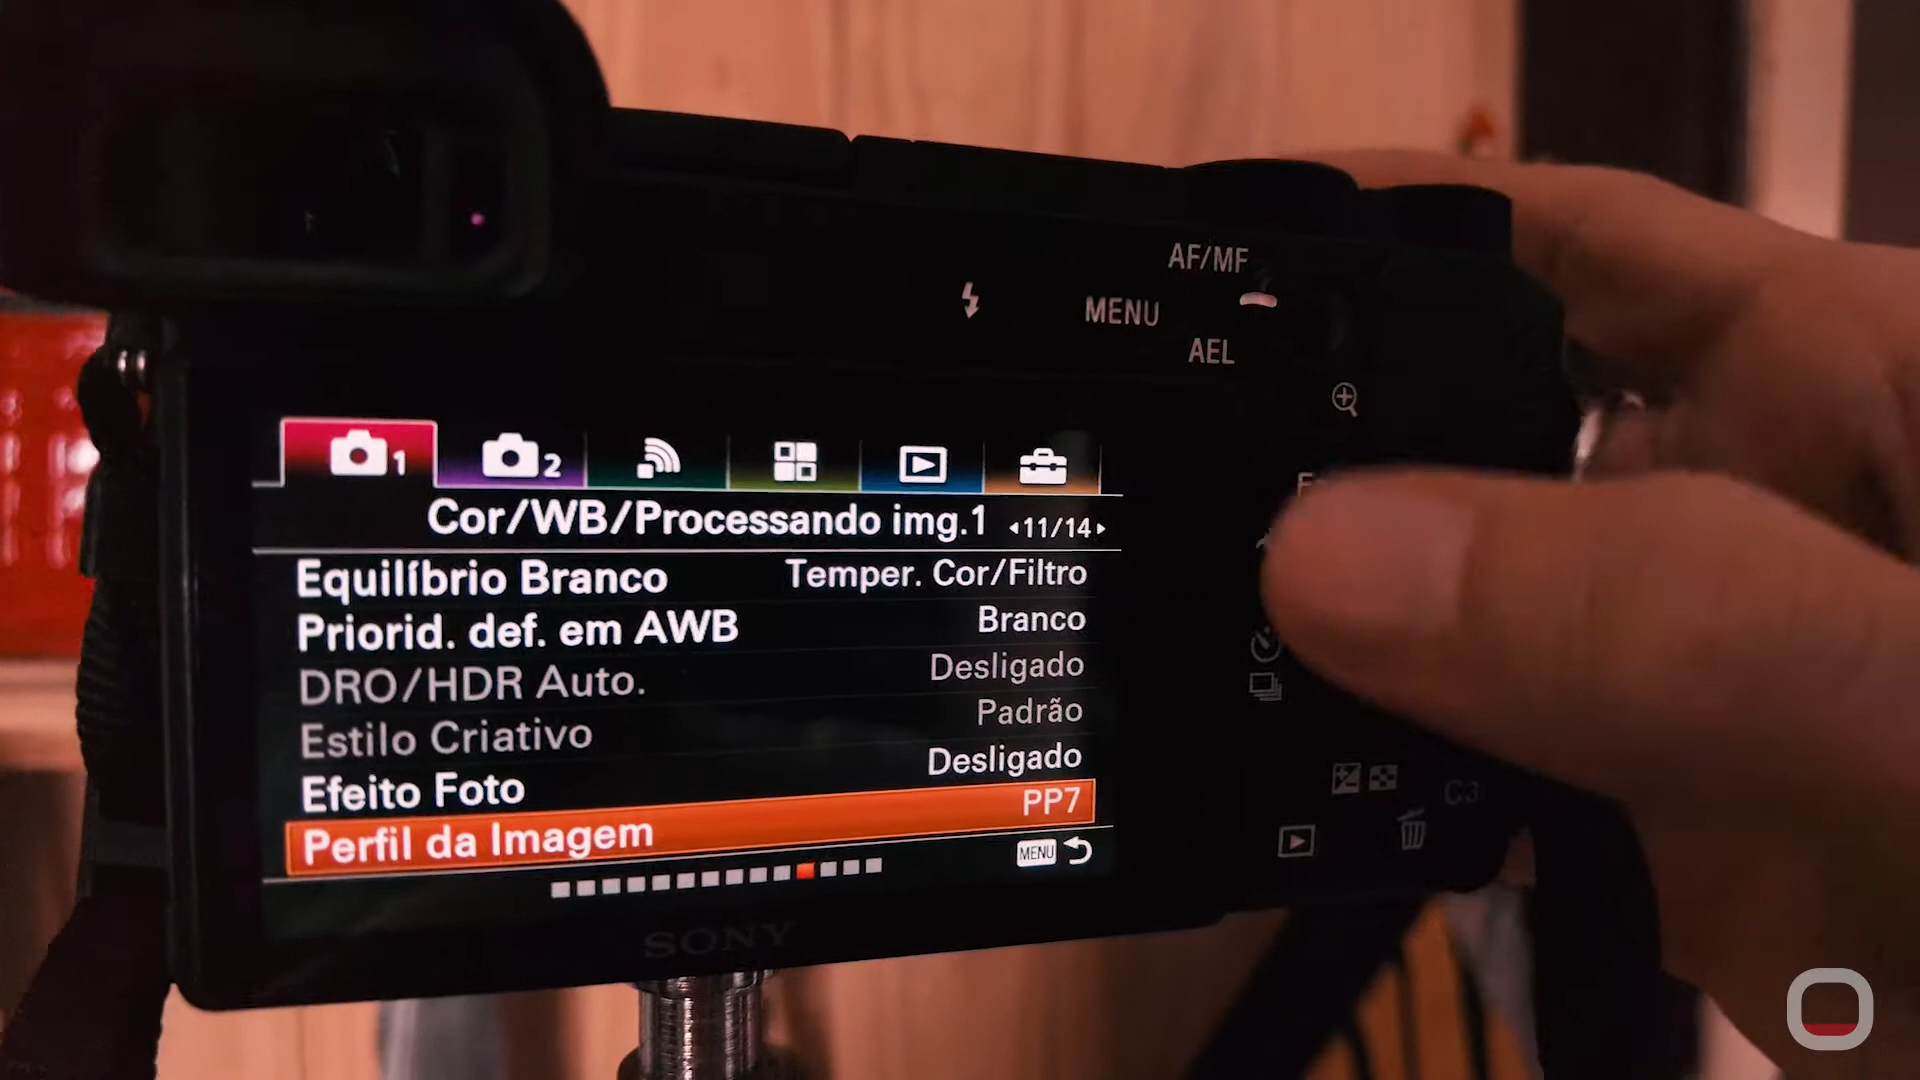 AF/MF
MENU
AEL
1
2
Cor/WB/Processando img.1 ◂11/14▸
Equilíbrio Branco Temper. Cor/Filtro
Priorid. def. em AWB Branco
DRO/HDR Auto. Desligado
Estilo Criativo Padrão
Efeito Foto Desligado
Perfil da Imagem PP7
MENU
C3
SONY